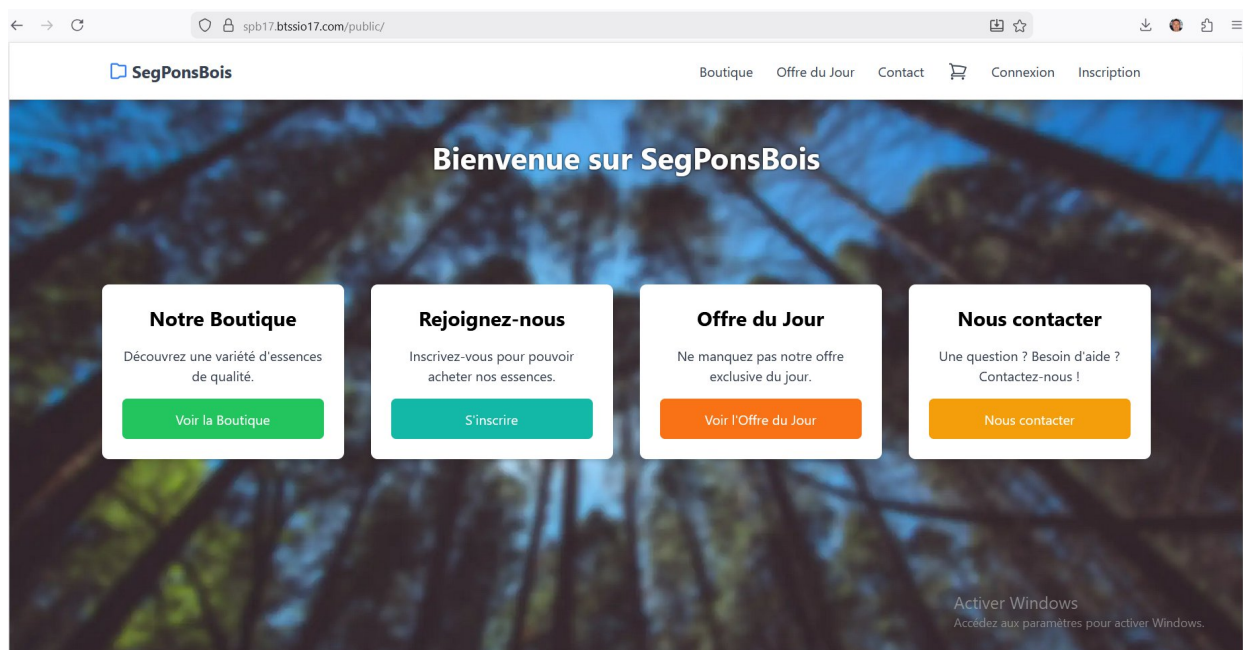 spb17.btssio17.com/public/
SegPonsBois
Boutique Offre du Jour Contact Connexion Inscription
Bienvenue sur SegPonsBois
Notre Boutique
Découvrez une variété d'essences
de qualité.
Voir la Boutique
Rejoignez-nous
Inscrivez-vous pour pouvoir
acheter nos essences.
S'inscrire
Offre du Jour
Ne manquez pas notre offre
exclusive du jour.
Voir l'Offre du Jour
Nous contacter
Une question ? Besoin d'aide ?
Contactez-nous !
Nous contacter
Activer Windows
Accédez aux paramètres pour activer Windows.